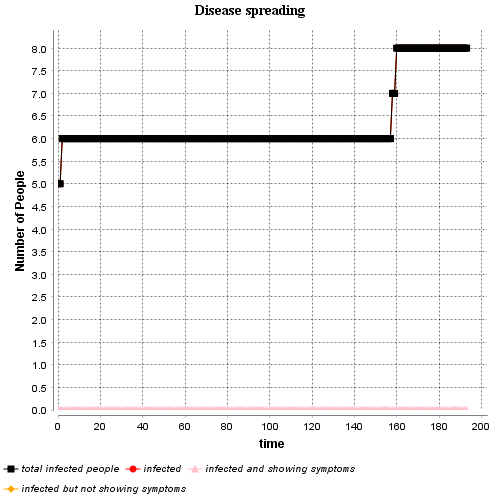 Disease spreading
Number of People
8.0
7.5
7.0
6.5
6.0
5.5
5.0
4.5
4.0
3.5
3.0
2.5
2.0
1.5
1.0
0.5
0.0
0 20 40 60 80 100 120 140 160 180 200
time
total infected people infected infected and showing symptoms
infected but not showing symptoms